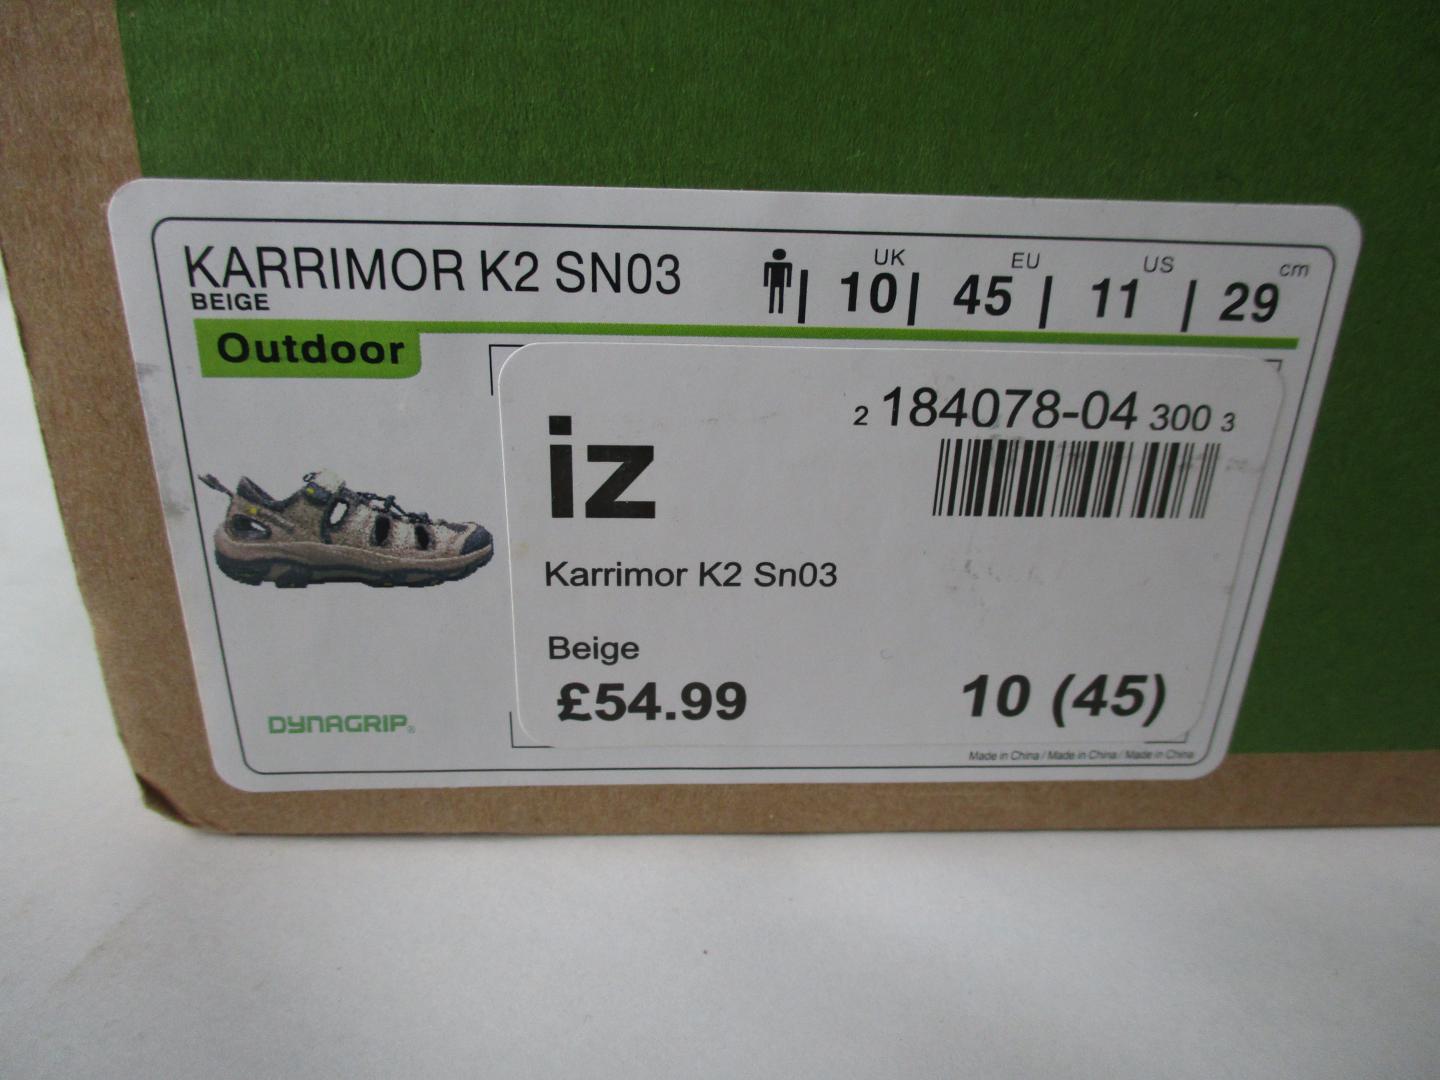 KARRIMOR K2 SN03
BEIGE
UK EU US cm
| 10 | 45 | 11 | 29
Outdoor
iz
2 184078-04 300 3
Karrimor K2 Sn03
Beige
£54.99 10 (45)
DYNAGRIP®
Made in China / Made in China / Made in China